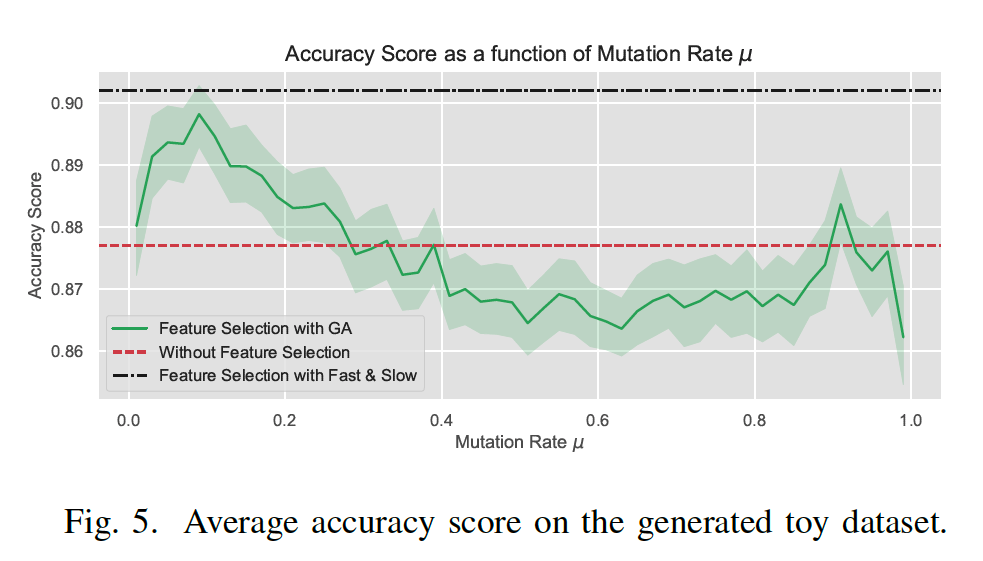 Accuracy Score as a function of Mutation Rate μ
Accuracy Score
0.90
0.89
0.88
0.87
0.86
Feature Selection with GA
Without Feature Selection
Feature Selection with Fast & Slow
0.0 0.2 0.4 0.6 0.8 1.0
Mutation Rate μ
Fig. 5. Average accuracy score on the generated toy dataset.